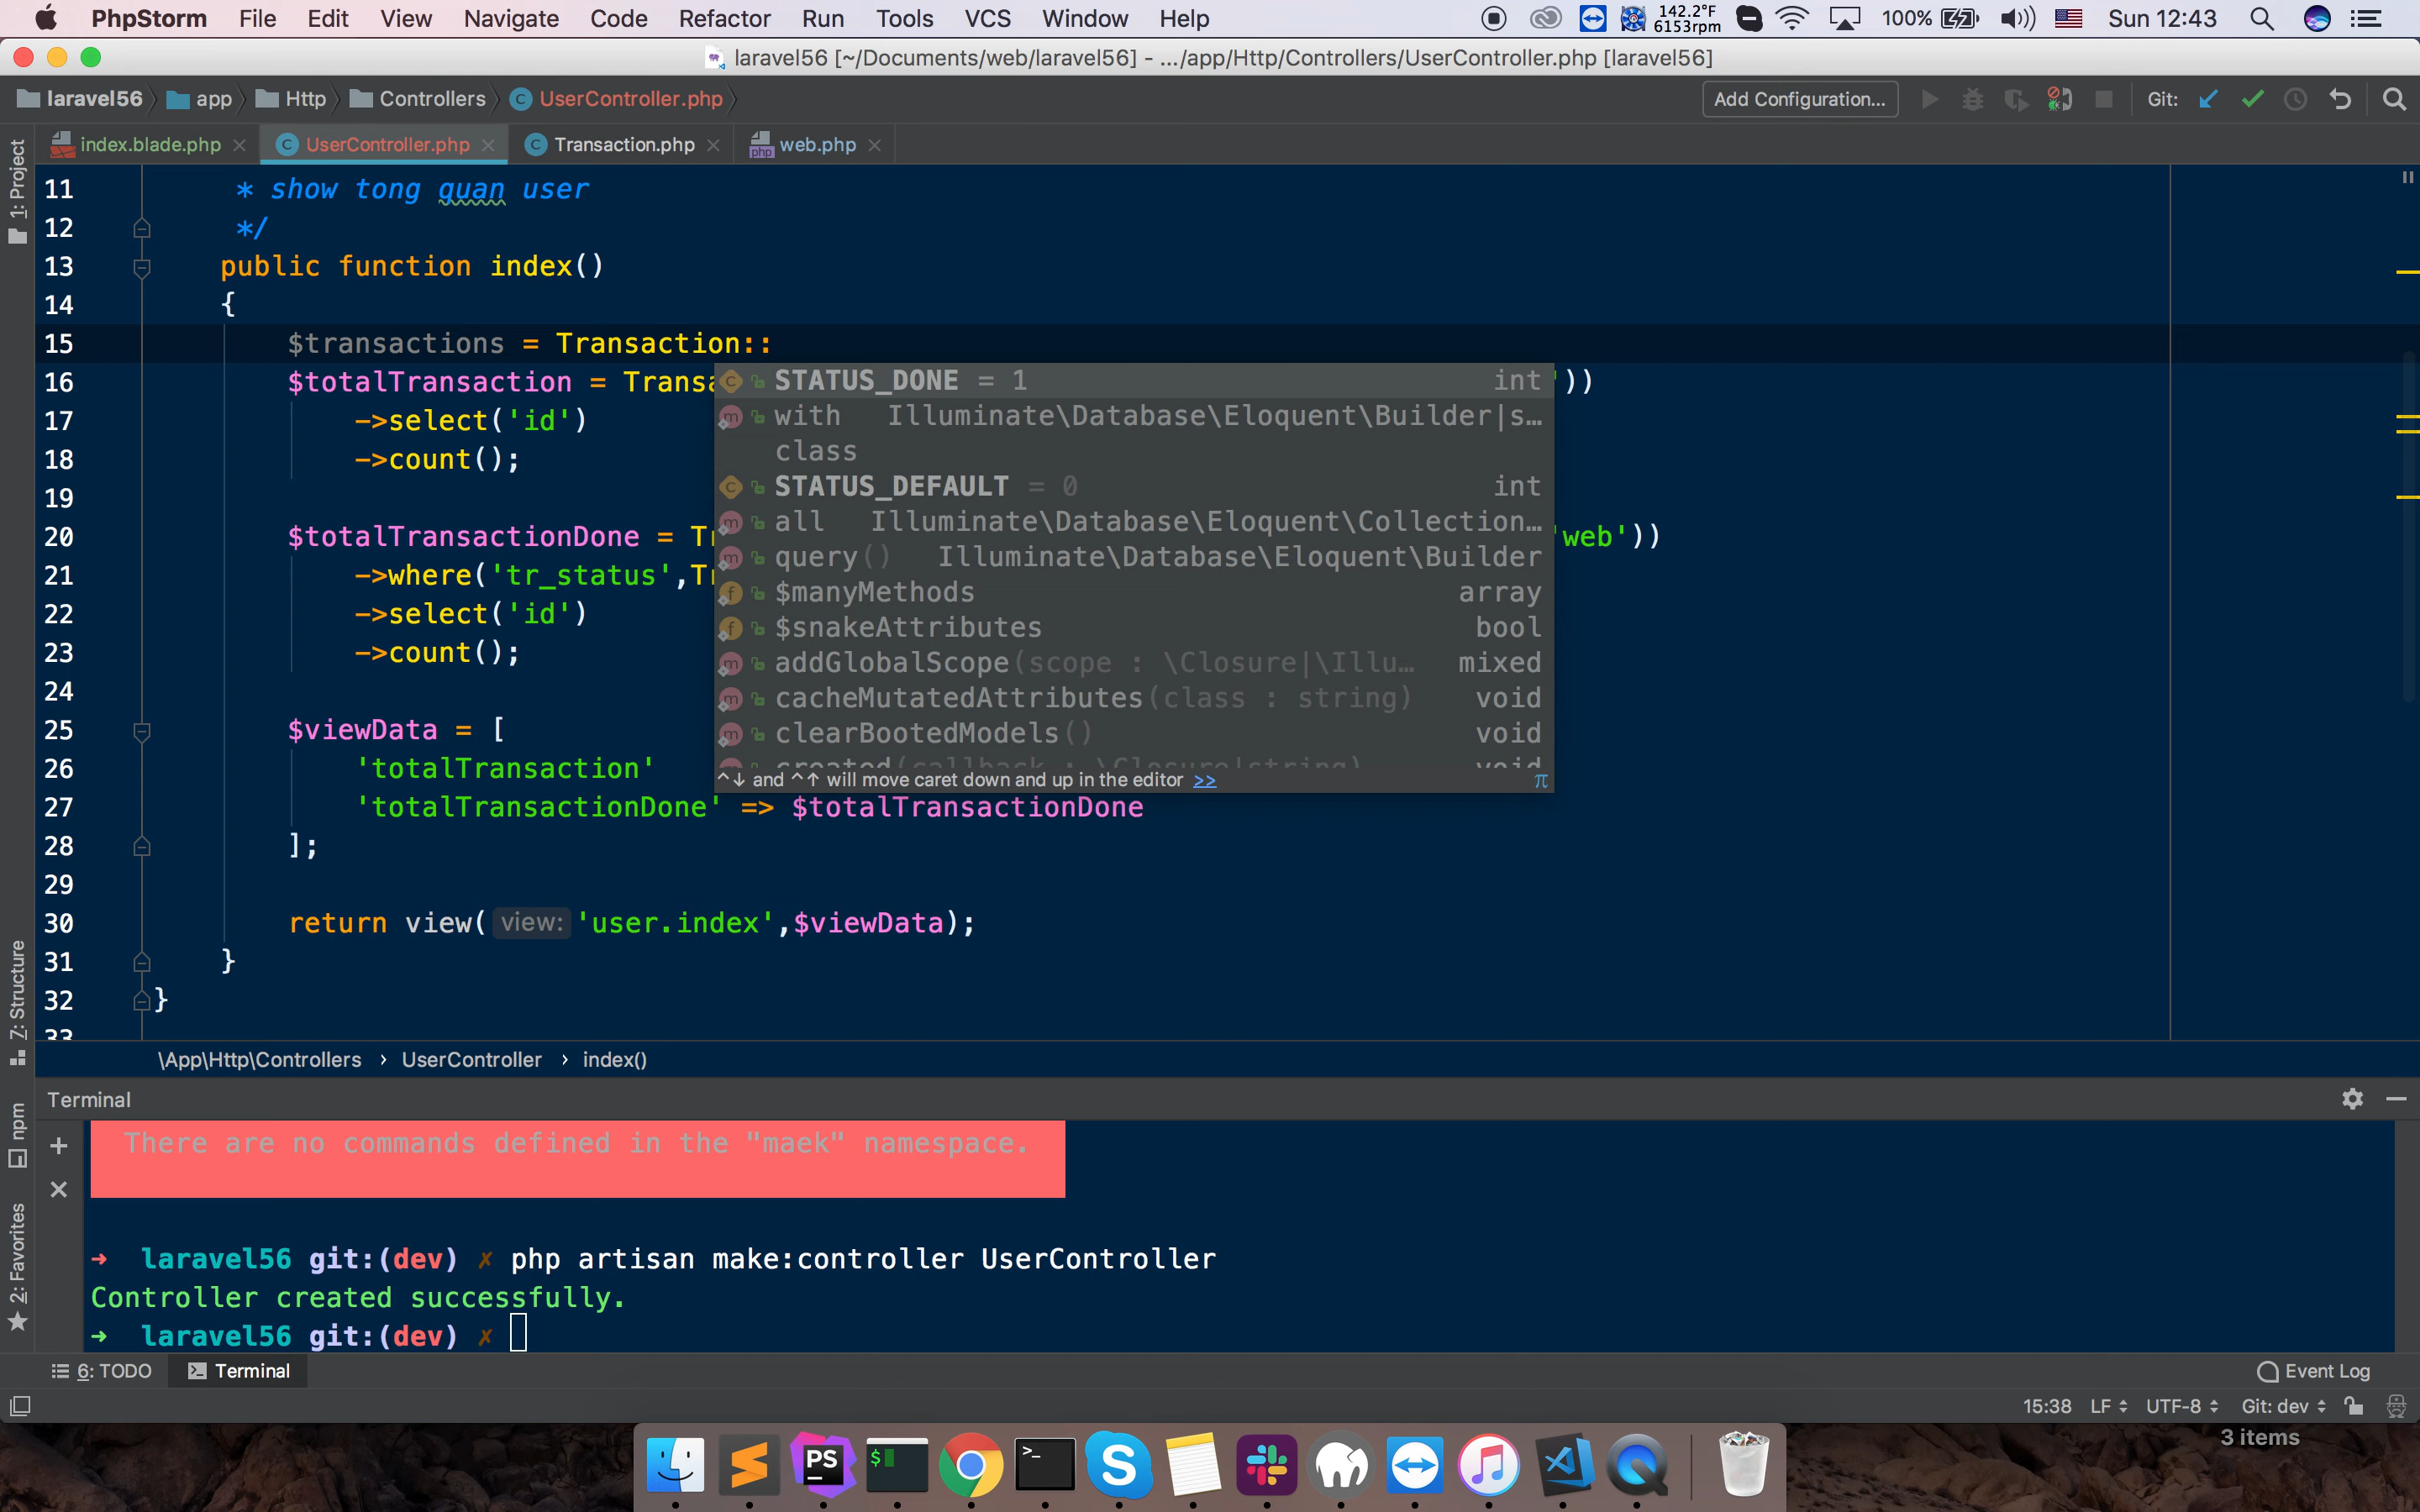 PhpStorm File Edit View Navigate Code Refactor Run Tools VCS Window Help 142.2°F 6153rpm 100% Sun 12:43
laravel56 [~/Documents/web/laravel56] - .../app/Http/Controllers/UserController.php [laravel56]
laravel56 app Http Controllers UserController.php Add Configuration... Git:
index.blade.php UserController.php Transaction.php web.php
1: Project
7: Structure
npm
2: Favorites
11 * show tong quan user
12 */
13 public function index()
14 {
15 $transactions = Transaction::
16 $totalTransaction = Transa '))
17 ->select('id')
18 ->count();
19
20 $totalTransactionDone = Tr 'web'))
21 ->where('tr_status',Tr
22 ->select('id')
23 ->count();
24
25 $viewData = [
26 'totalTransaction'
27 'totalTransactionDone' => $totalTransactionDone
28 ];
29
30 return view( view: 'user.index',$viewData);
31 }
32 }
33
STATUS_DONE = 1 int
with Illuminate\Database\Eloquent\Builder|s...
class
STATUS_DEFAULT = 0 int
all Illuminate\Database\Eloquent\Collection...
query() Illuminate\Database\Eloquent\Builder
$manyMethods array
$snakeAttributes bool
addGlobalScope(scope : \Closure|\Illu... mixed
cacheMutatedAttributes(class : string) void
clearBootedModels() void
created(callback : \Closure|string) void
^↓ and ^↑ will move caret down and up in the editor >> π
\App\Http\Controllers › UserController › index()
Terminal
There are no commands defined in the "maek" namespace.
→ laravel56 git:(dev) ✗ php artisan make:controller UserController
Controller created successfully.
→ laravel56 git:(dev) ✗
6: TODO Terminal Event Log
15:38 LF UTF-8 Git: dev
3 items
PS $ >_ S